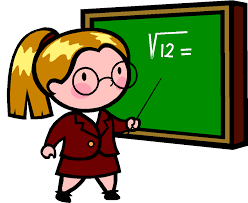 √12 =